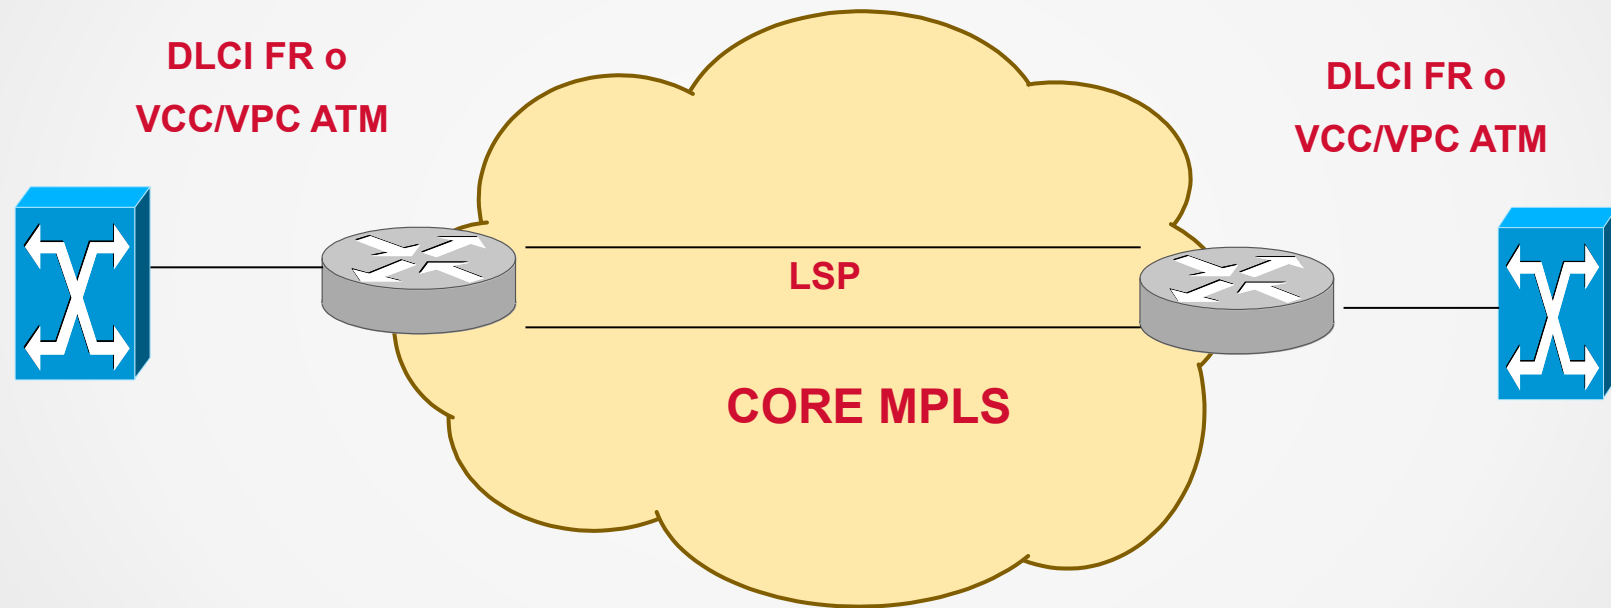 DLCI FR o
VCC/VPC ATM
DLCI FR o
VCC/VPC ATM
LSP
CORE MPLS